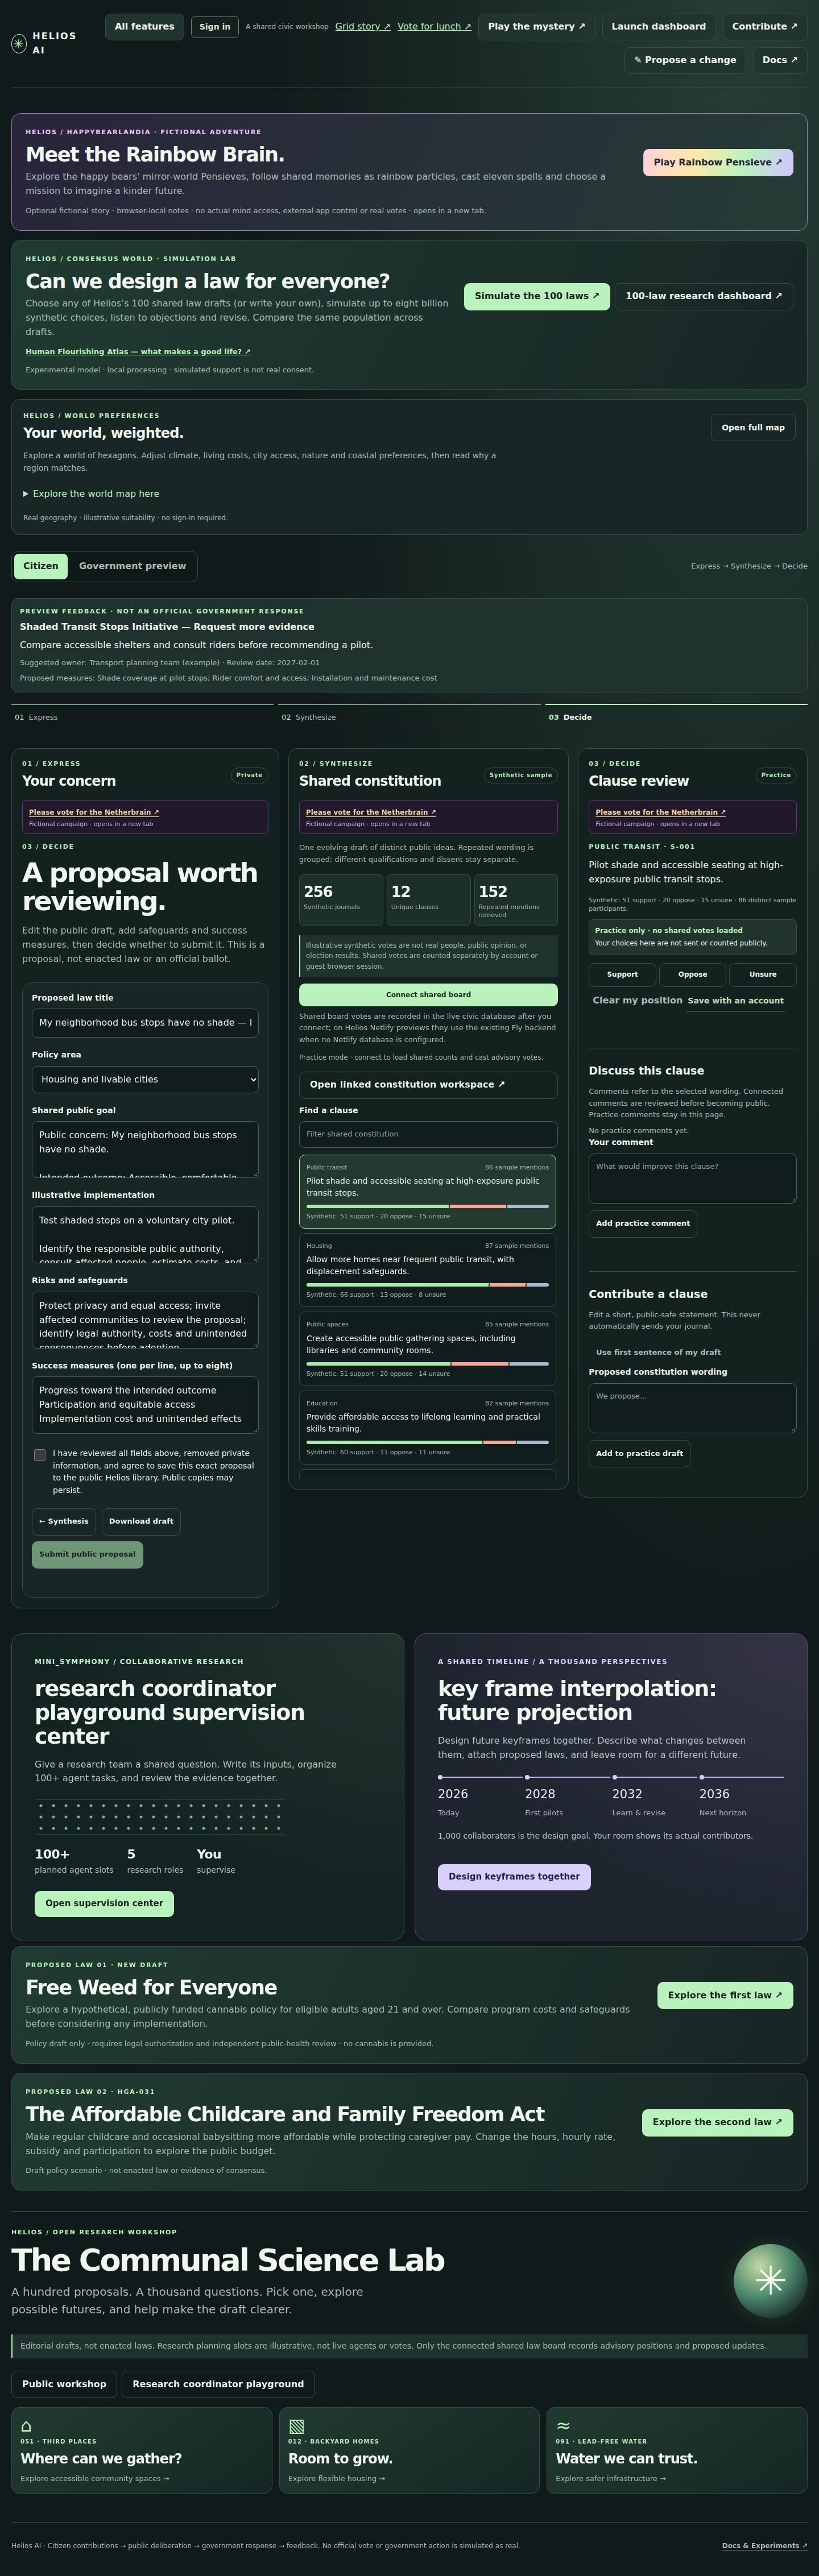 HELIOS AI
All features
Sign in
A shared civic workshop
Grid story ↗
Vote for lunch ↗
Play the mystery ↗
Launch dashboard
Contribute ↗
✎ Propose a change
Docs ↗
HELIOS / HAPPYBEARLANDIA · FICTIONAL ADVENTURE
Meet the Rainbow Brain.
Explore the happy bears' mirror-world Pensieves, follow shared memories as rainbow particles, cast eleven spells and choose a
mission to imagine a kinder future.
Optional fictional story · browser-local notes · no actual mind access, external app control or real votes · opens in a new tab.
Play Rainbow Pensieve ↗
HELIOS / CONSENSUS WORLD · SIMULATION LAB
Can we design a law for everyone?
Choose any of Helios's 100 shared law drafts (or write your own), simulate up to eight billion
synthetic choices, listen to objections and revise. Compare the same population across
drafts.
Human Flourishing Atlas — what makes a good life? ↗
Experimental model · local processing · simulated support is not real consent.
Simulate the 100 laws ↗
100-law research dashboard ↗
HELIOS / WORLD PREFERENCES
Your world, weighted.
Explore a world of hexagons. Adjust climate, living costs, city access, nature and coastal preferences, then read why a
region matches.
▶ Explore the world map here
Real geography · illustrative suitability · no sign-in required.
Open full map
Citizen
Government preview
Express → Synthesize → Decide
PREVIEW FEEDBACK · NOT AN OFFICIAL GOVERNMENT RESPONSE
Shaded Transit Stops Initiative — Request more evidence
Compare accessible shelters and consult riders before recommending a pilot.
Suggested owner: Transport planning team (example) · Review date: 2027-02-01
Proposed measures: Shade coverage at pilot stops; Rider comfort and access; Installation and maintenance cost
01 Express
02 Synthesize
03 Decide
01 / EXPRESS
Your concern
Private
Please vote for the Netherbrain ↗
Fictional campaign · opens in a new tab
03 / DECIDE
A proposal worth
reviewing.
Edit the public draft, add safeguards and success
measures, then decide whether to submit it. This is a
proposal, not enacted law or an official ballot.
Proposed law title
My neighborhood bus stops have no shade — I
Policy area
Housing and livable cities
Shared public goal
Public concern: My neighborhood bus stops
have no shade.
Intended outcome: Accessible, comfortable
Illustrative implementation
Test shaded stops on a voluntary city pilot.
Identify the responsible public authority,
consult affected people, estimate costs, and
Risks and safeguards
Protect privacy and equal access; invite
affected communities to review the proposal;
identify legal authority, costs and unintended
consequences before adoption.
Success measures (one per line, up to eight)
Progress toward the intended outcome
Participation and equitable access
Implementation cost and unintended effects
I have reviewed all fields above, removed private
information, and agree to save this exact proposal
to the public Helios library. Public copies may
persist.
← Synthesis
Download draft
Submit public proposal
02 / SYNTHESIZE
Shared constitution
Synthetic sample
Please vote for the Netherbrain ↗
Fictional campaign · opens in a new tab
One evolving draft of distinct public ideas. Repeated wording is
grouped; different qualifications and dissent stay separate.
256
Synthetic journals
12
Unique clauses
152
Repeated mentions
removed
Illustrative synthetic votes are not real people, public opinion, or
election results. Shared votes are counted separately by account or
guest browser session.
Connect shared board
Shared board votes are recorded in the live civic database after you
connect; on Helios Netlify previews they use the existing Fly backend
when no Netlify database is configured.
Practice mode · connect to load shared counts and cast advisory votes.
Open linked constitution workspace ↗
Find a clause
Filter shared constitution
Public transit
86 sample mentions
Pilot shade and accessible seating at high-exposure public
transit stops.
Synthetic: 51 support · 20 oppose · 15 unsure
Housing
87 sample mentions
Allow more homes near frequent public transit, with
displacement safeguards.
Synthetic: 66 support · 13 oppose · 8 unsure
Public spaces
85 sample mentions
Create accessible public gathering spaces, including
libraries and community rooms.
Synthetic: 51 support · 20 oppose · 14 unsure
Education
82 sample mentions
Provide affordable access to lifelong learning and practical
skills training.
Synthetic: 60 support · 11 oppose · 11 unsure
03 / DECIDE
Clause review
Practice
Please vote for the Netherbrain ↗
Fictional campaign · opens in a new tab
PUBLIC TRANSIT · S-001
Pilot shade and accessible seating at high-
exposure public transit stops.
Synthetic: 51 support · 20 oppose · 15 unsure · 86 distinct sample
participants.
Practice only · no shared votes loaded
Your choices here are not sent or counted publicly.
Support
Oppose
Unsure
Clear my position
Save with an account
Discuss this clause
Comments refer to the selected wording. Connected
comments are reviewed before becoming public.
Practice comments stay in this page.
No practice comments yet.
Your comment
What would improve this clause?
Add practice comment
Contribute a clause
Edit a short, public-safe statement. This never
automatically sends your journal.
Use first sentence of my draft
Proposed constitution wording
We propose...
Add to practice draft
MINI_SYMPHONY / COLLABORATIVE RESEARCH
research coordinator
playground supervision
center
Give a research team a shared question. Write its inputs, organize
100+ agent tasks, and review the evidence together.
100+
planned agent slots
5
research roles
You
supervise
Open supervision center
A SHARED TIMELINE / A THOUSAND PERSPECTIVES
key frame interpolation:
future projection
Design future keyframes together. Describe what changes between
them, attach proposed laws, and leave room for a different future.
2026
Today
2028
First pilots
2032
Learn & revise
2036
Next horizon
1,000 collaborators is the design goal. Your room shows its actual contributors.
Design keyframes together
PROPOSED LAW 01 · NEW DRAFT
Free Weed for Everyone
Explore a hypothetical, publicly funded cannabis policy for eligible adults aged 21 and over. Compare program costs and safeguards
before considering any implementation.
Policy draft only · requires legal authorization and independent public-health review · no cannabis is provided.
Explore the first law ↗
PROPOSED LAW 02 · HGA-031
The Affordable Childcare and Family Freedom Act
Make regular childcare and occasional babysitting more affordable while protecting caregiver pay. Change the hours, hourly rate,
subsidy and participation to explore the public budget.
Draft policy scenario · not enacted law or evidence of consensus.
Explore the second law ↗
HELIOS / OPEN RESEARCH WORKSHOP
The Communal Science Lab
A hundred proposals. A thousand questions. Pick one, explore
possible futures, and help make the draft clearer.
Editorial drafts, not enacted laws. Research planning slots are illustrative, not live agents or votes. Only the connected shared law board records advisory positions and proposed updates.
Public workshop
Research coordinator playground
051 · THIRD PLACES
Where can we gather?
Explore accessible community spaces →
012 · BACKYARD HOMES
Room to grow.
Explore flexible housing →
091 · LEAD-FREE WATER
Water we can trust.
Explore safer infrastructure →
Helios AI · Citizen contributions → public deliberation → government response → feedback. No official vote or government action is simulated as real.
Docs & Experiments ↗